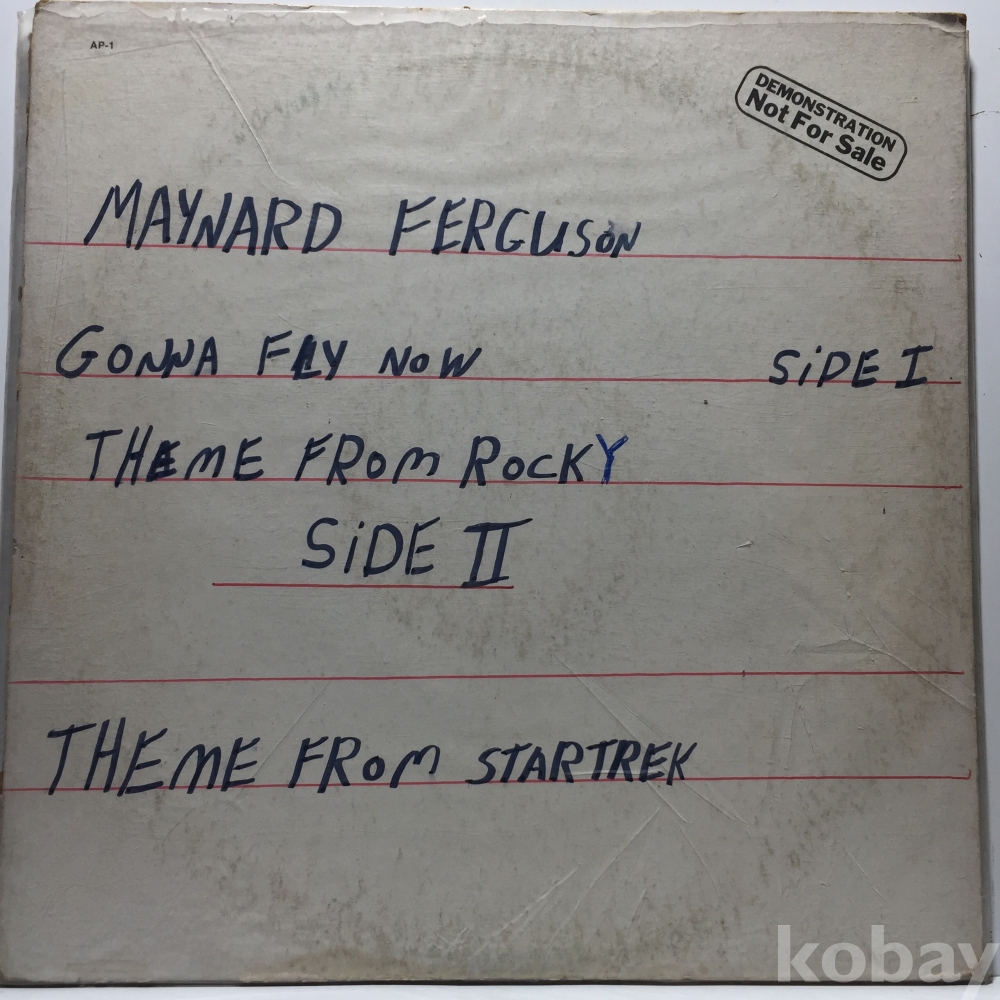 AP-1
DEMONSTRATION
Not For Sale
MAYNARD FERGUSON
GONNA FLY NOW SiDE I
THEME FROM ROCKY
SiDE II
THEME FROM STARTREK
kobay